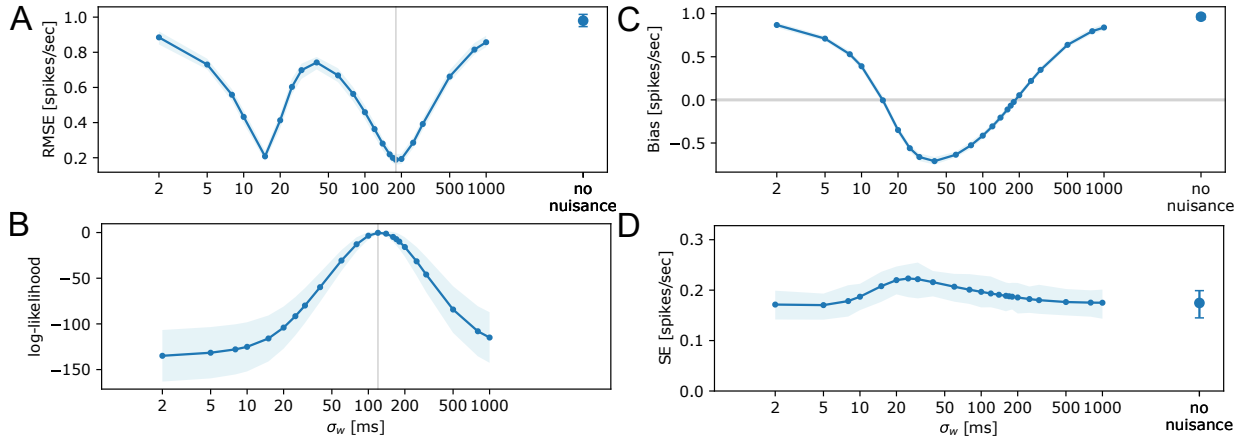 A
RMSE [spikes/sec]
1.0
0.8
0.6
0.4
0.2
2 5 10 20 40 100 200 500 1000 no
nuisance
C
Bias [spikes/sec]
1.0
0.5
0.0
−0.5
2 5 10 20 40 100 200 500 1000 no
nuisance
B
log-likelihood
0
−50
−100
−150
2 5 10 20 40 100 200 500 1000
σw [ms]
D
SE [spikes/sec]
0.3
0.2
0.1
0.0
2 5 10 20 40 100 200 500 1000 no
nuisance
σw [ms]